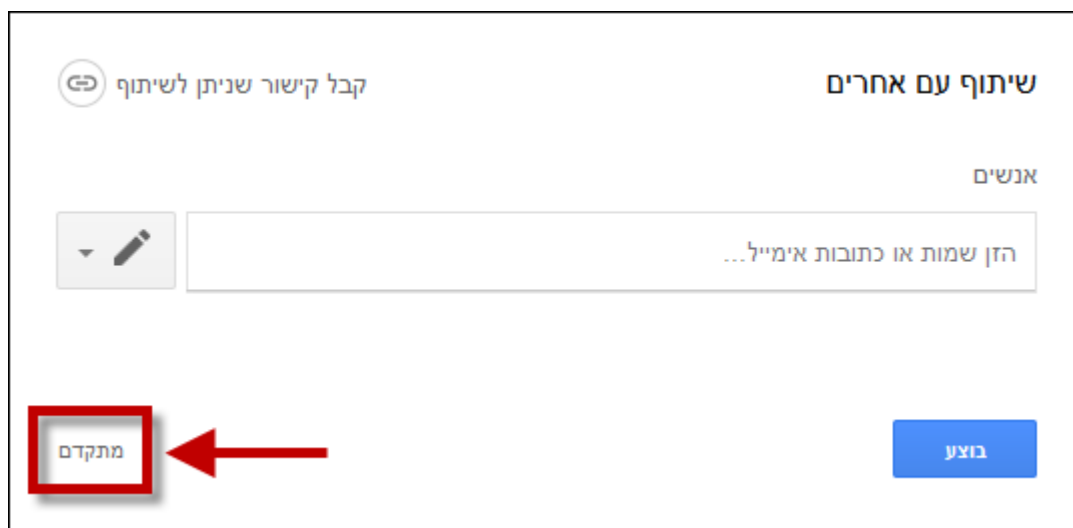 שיתוף עם אחרים
קבל קישור שניתן לשיתוף
אנשים
הזן שמות או כתובות אימייל...
בוצע
מתקדם